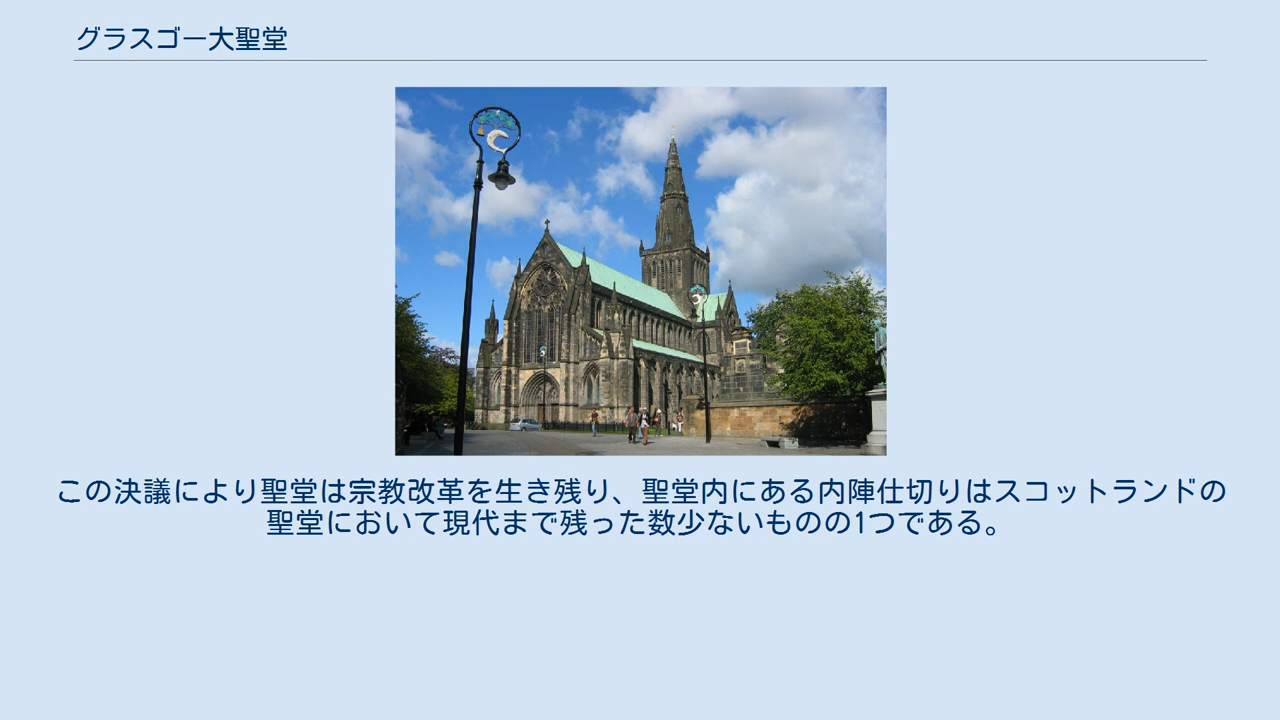 グラスゴー大聖堂
この決議により聖堂は宗教改革を生き残り、聖堂内にある内陣仕切りはスコットランドの
聖堂において現代まで残った数少ないものの1つである。